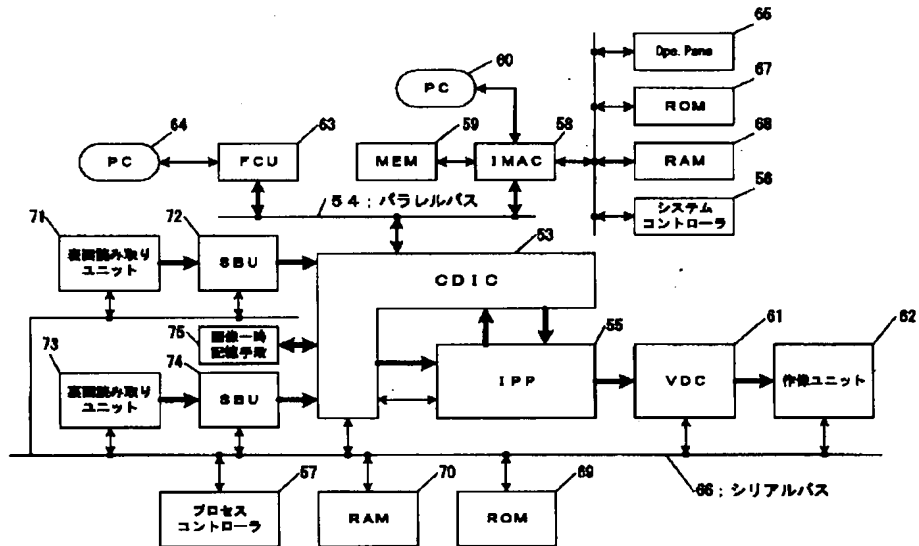 65
Ope. Pane
60
PC
67
ROM
64
PC
63
FCU
59
MEM
58
IMAC
68
RAM
56
システム
コントローラ
54；パラレルバス
71
裏面読み取り
ユニット
72
SBU
53
CDIC
75
画像一時
記憶手段
55
IPP
61
VDC
62
作像ユニット
73
裏面読み取り
ユニット
74
SBU
66；シリアルバス
57
プロセス
コントローラ
70
RAM
69
ROM